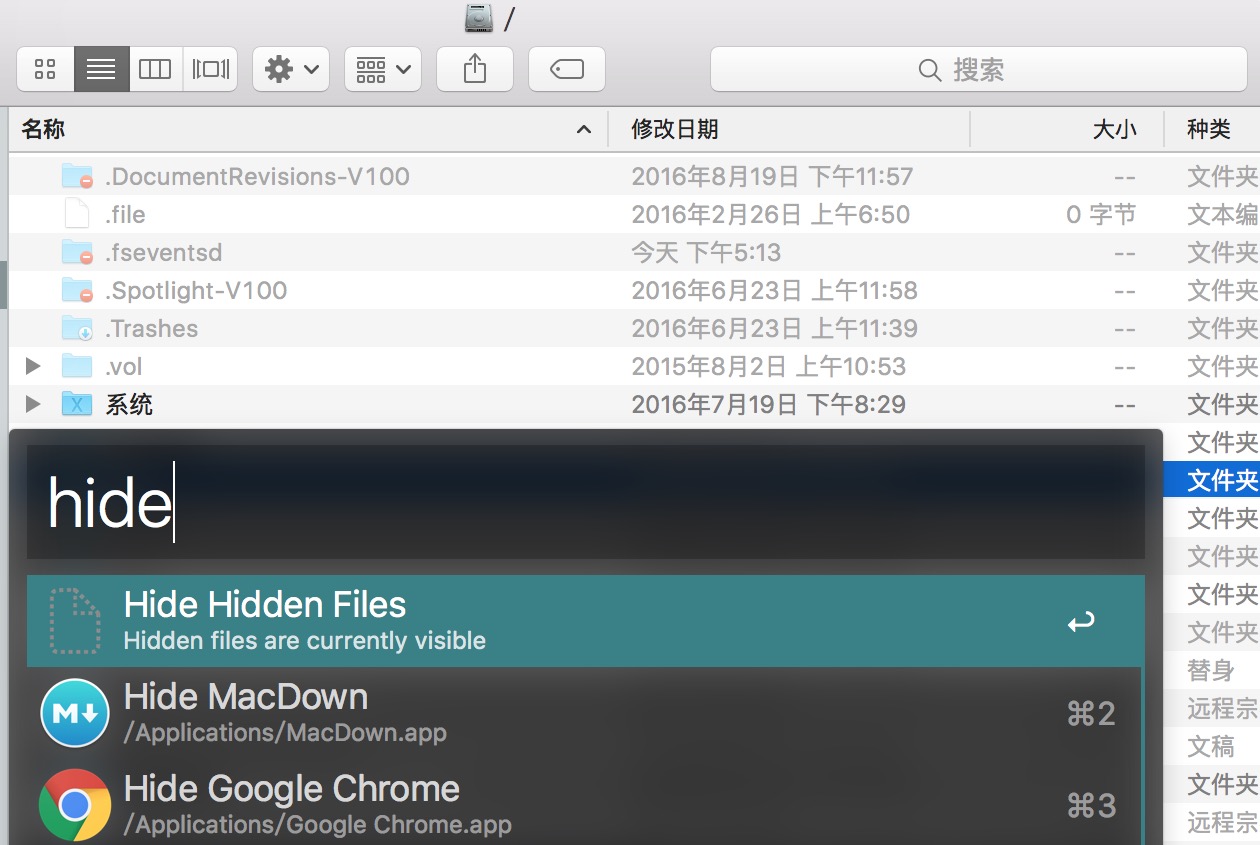 /
搜索
名称 修改日期 大小 种类
.DocumentRevisions-V100 2016年8月19日 下午11:57 -- 文件夹
.file 2016年2月26日 上午6:50 0 字节 文本编
.fseventsd 今天 下午5:13 -- 文件夹
.Spotlight-V100 2016年6月23日 上午11:58 -- 文件夹
.Trashes 2016年6月23日 上午11:39 -- 文件夹
.vol 2015年8月2日 上午10:53 -- 文件夹
系统 2016年7月19日 下午8:29 -- 文件夹
文件夹
hide 文件夹
文件夹
文件夹
Hide Hidden Files 文件夹
Hidden files are currently visible 文件夹
替身
Hide MacDown ⌘2 远程宗
/Applications/MacDown.app 文稿
Hide Google Chrome ⌘3 文件夹
/Applications/Google Chrome.app 远程宗